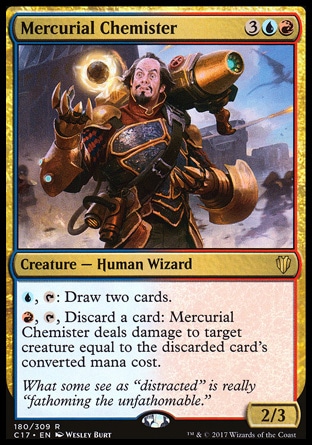 Mercurial Chemister 3
Creature — Human Wizard
, : Draw two cards.
, , Discard a card: Mercurial
Chemister deals damage to target
creature equal to the discarded card's
converted mana cost.
What some see as "distracted" is really
"fathoming the unfathomable."
2/3
180/309 R
C17 • EN Wesley Burt
™ & © 2017 Wizards of the Coast